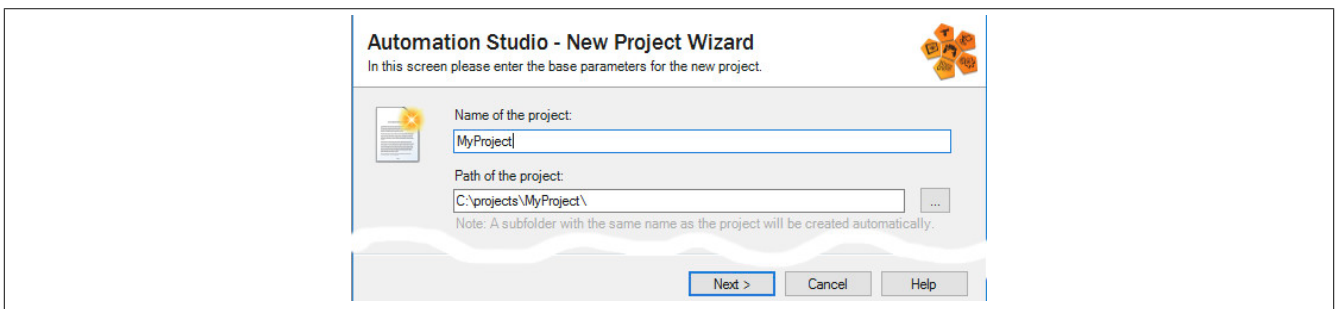 Automation Studio - New Project Wizard
In this screen please enter the base parameters for the new project.
Name of the project:
MyProject
Path of the project:
C:\projects\MyProject\
...
Note: A subfolder with the same name as the project will be created automatically.
Next >
Cancel
Help